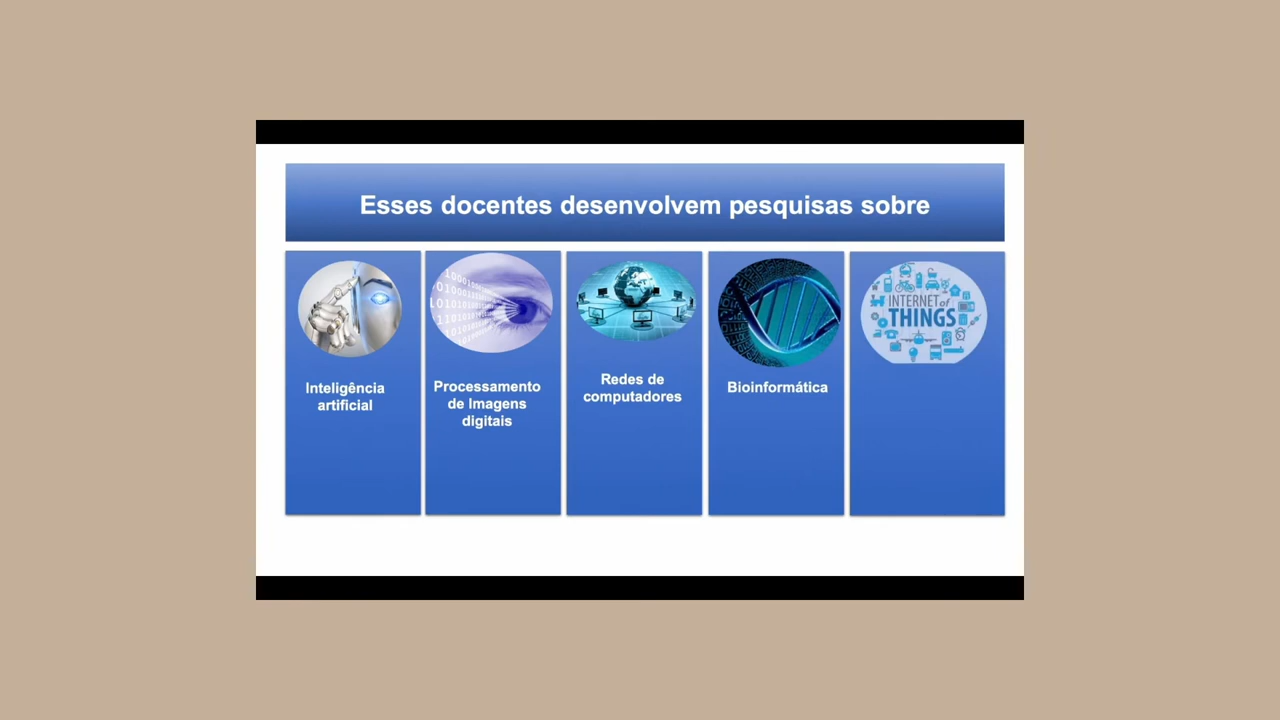 Esses docentes desenvolvem pesquisas sobre
Inteligência
artificial
Processamento
de Imagens
digitais
Redes de
computadores
Bioinformática
INTERNET of
THINGS